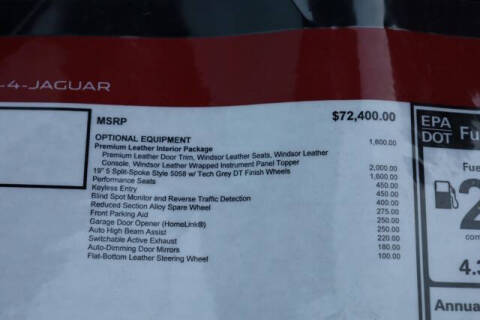 -4-JAGUAR
MSRP $72,400.00
OPTIONAL EQUIPMENT
Premium Leather Interior Package 1,800.00
Premium Leather Door Trim, Windsor Leather Seats, Windsor Leather
Console, Windsor Leather Wrapped Instrument Panel Topper
19" 5 Split-Spoke Style 5058 w/ Tech Grey DT Finish Wheels 2,000.00
Performance Seats 1,600.00
Keyless Entry 450.00
Blind Spot Monitor and Reverse Traffic Detection 450.00
Reduced Section Alloy Spare Wheel 400.00
Front Parking Aid 275.00
Garage Door Opener (HomeLink®) 250.00
Auto High Beam Assist 250.00
Switchable Active Exhaust 220.00
Auto-Dimming Door Mirrors 180.00
Flat-Bottom Leather Steering Wheel 100.00
EPA
DOT Fu
Fue
2
com
4.3
Annua